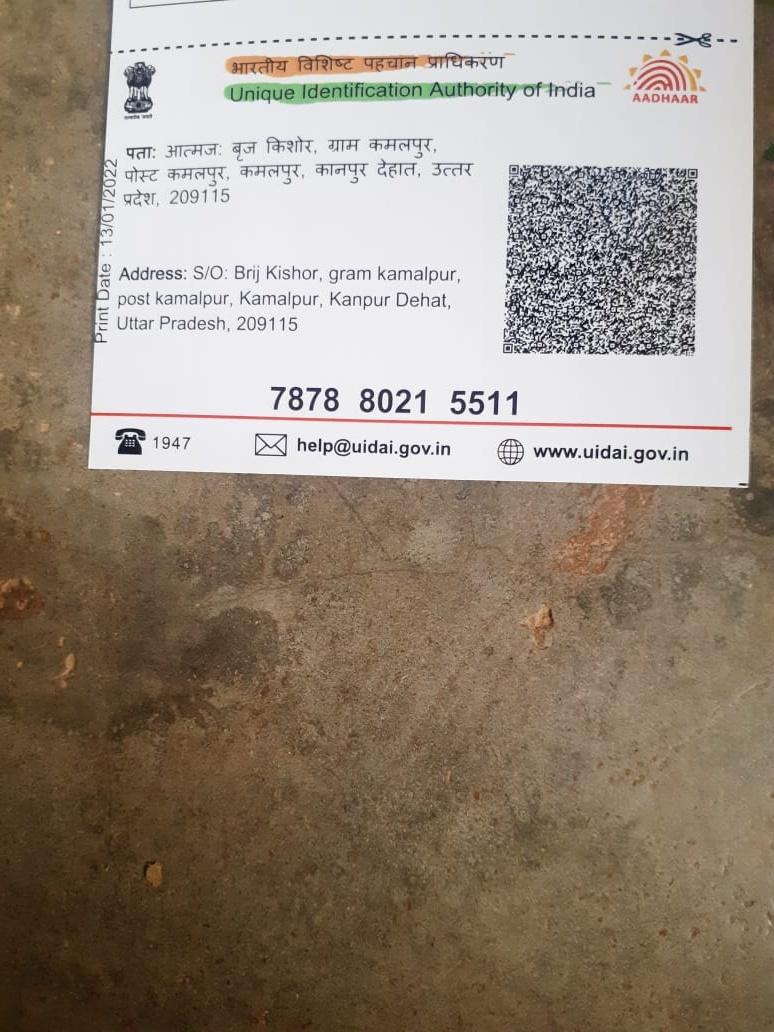 भारतीय विशिष्ट पहचान प्राधिकरण
Unique Identification Authority of India
AADHAAR
पता: आत्मज: बृज किशोर, ग्राम कमलपुर,
पोस्ट कमलपुर, कमलपुर, कानपुर देहात, उत्तर
प्रदेश, 209115
Print Date : 13/01/2022
Address: S/O: Brij Kishor, gram kamalpur,
post kamalpur, Kamalpur, Kanpur Dehat,
Uttar Pradesh, 209115
7878 8021 5511
1947
help@uidai.gov.in
www.uidai.gov.in